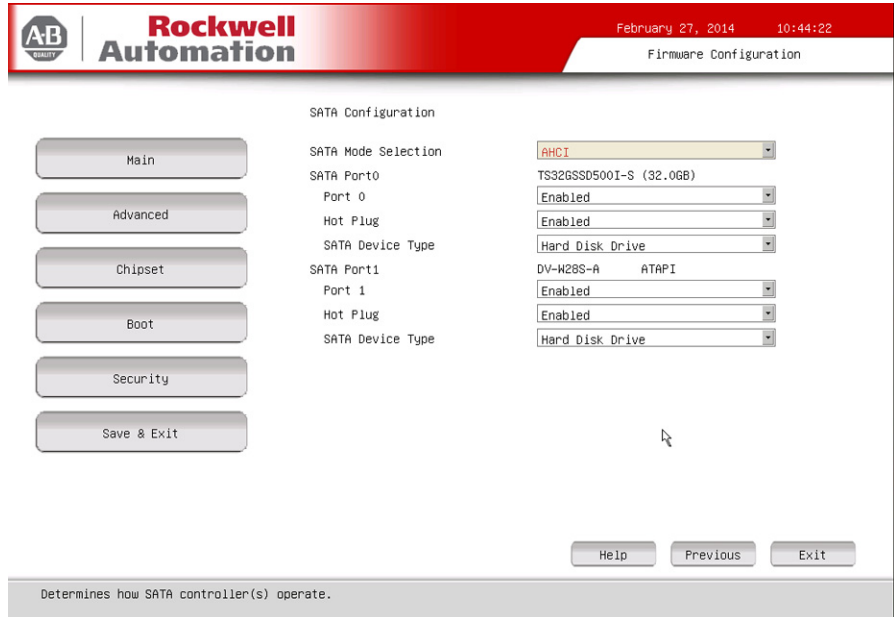 A·B
QUALITY
Rockwell
Automation
February 27, 2014 10:44:22
Firmware Configuration
SATA Configuration
Main
Advanced
Chipset
Boot
Security
Save & Exit
SATA Mode Selection AHCI
SATA Port0 TS32GSSD500I-S (32.0GB)
Port 0 Enabled
Hot Plug Enabled
SATA Device Type Hard Disk Drive
SATA Port1 DV-W28S-A ATAPI
Port 1 Enabled
Hot Plug Enabled
SATA Device Type Hard Disk Drive
Help Previous Exit
Determines how SATA controller(s) operate.